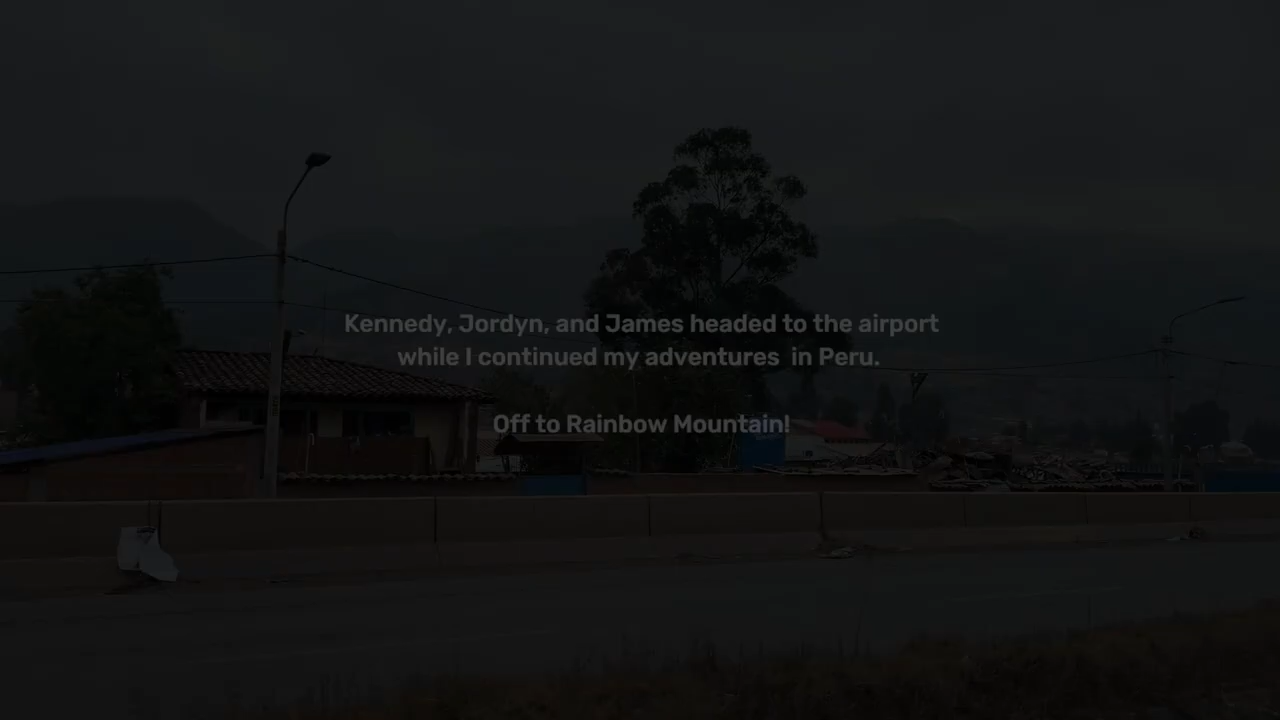 Kennedy, Jordyn, and James headed to the airport
while I continued my adventures  in Peru.
Off to Rainbow Mountain!